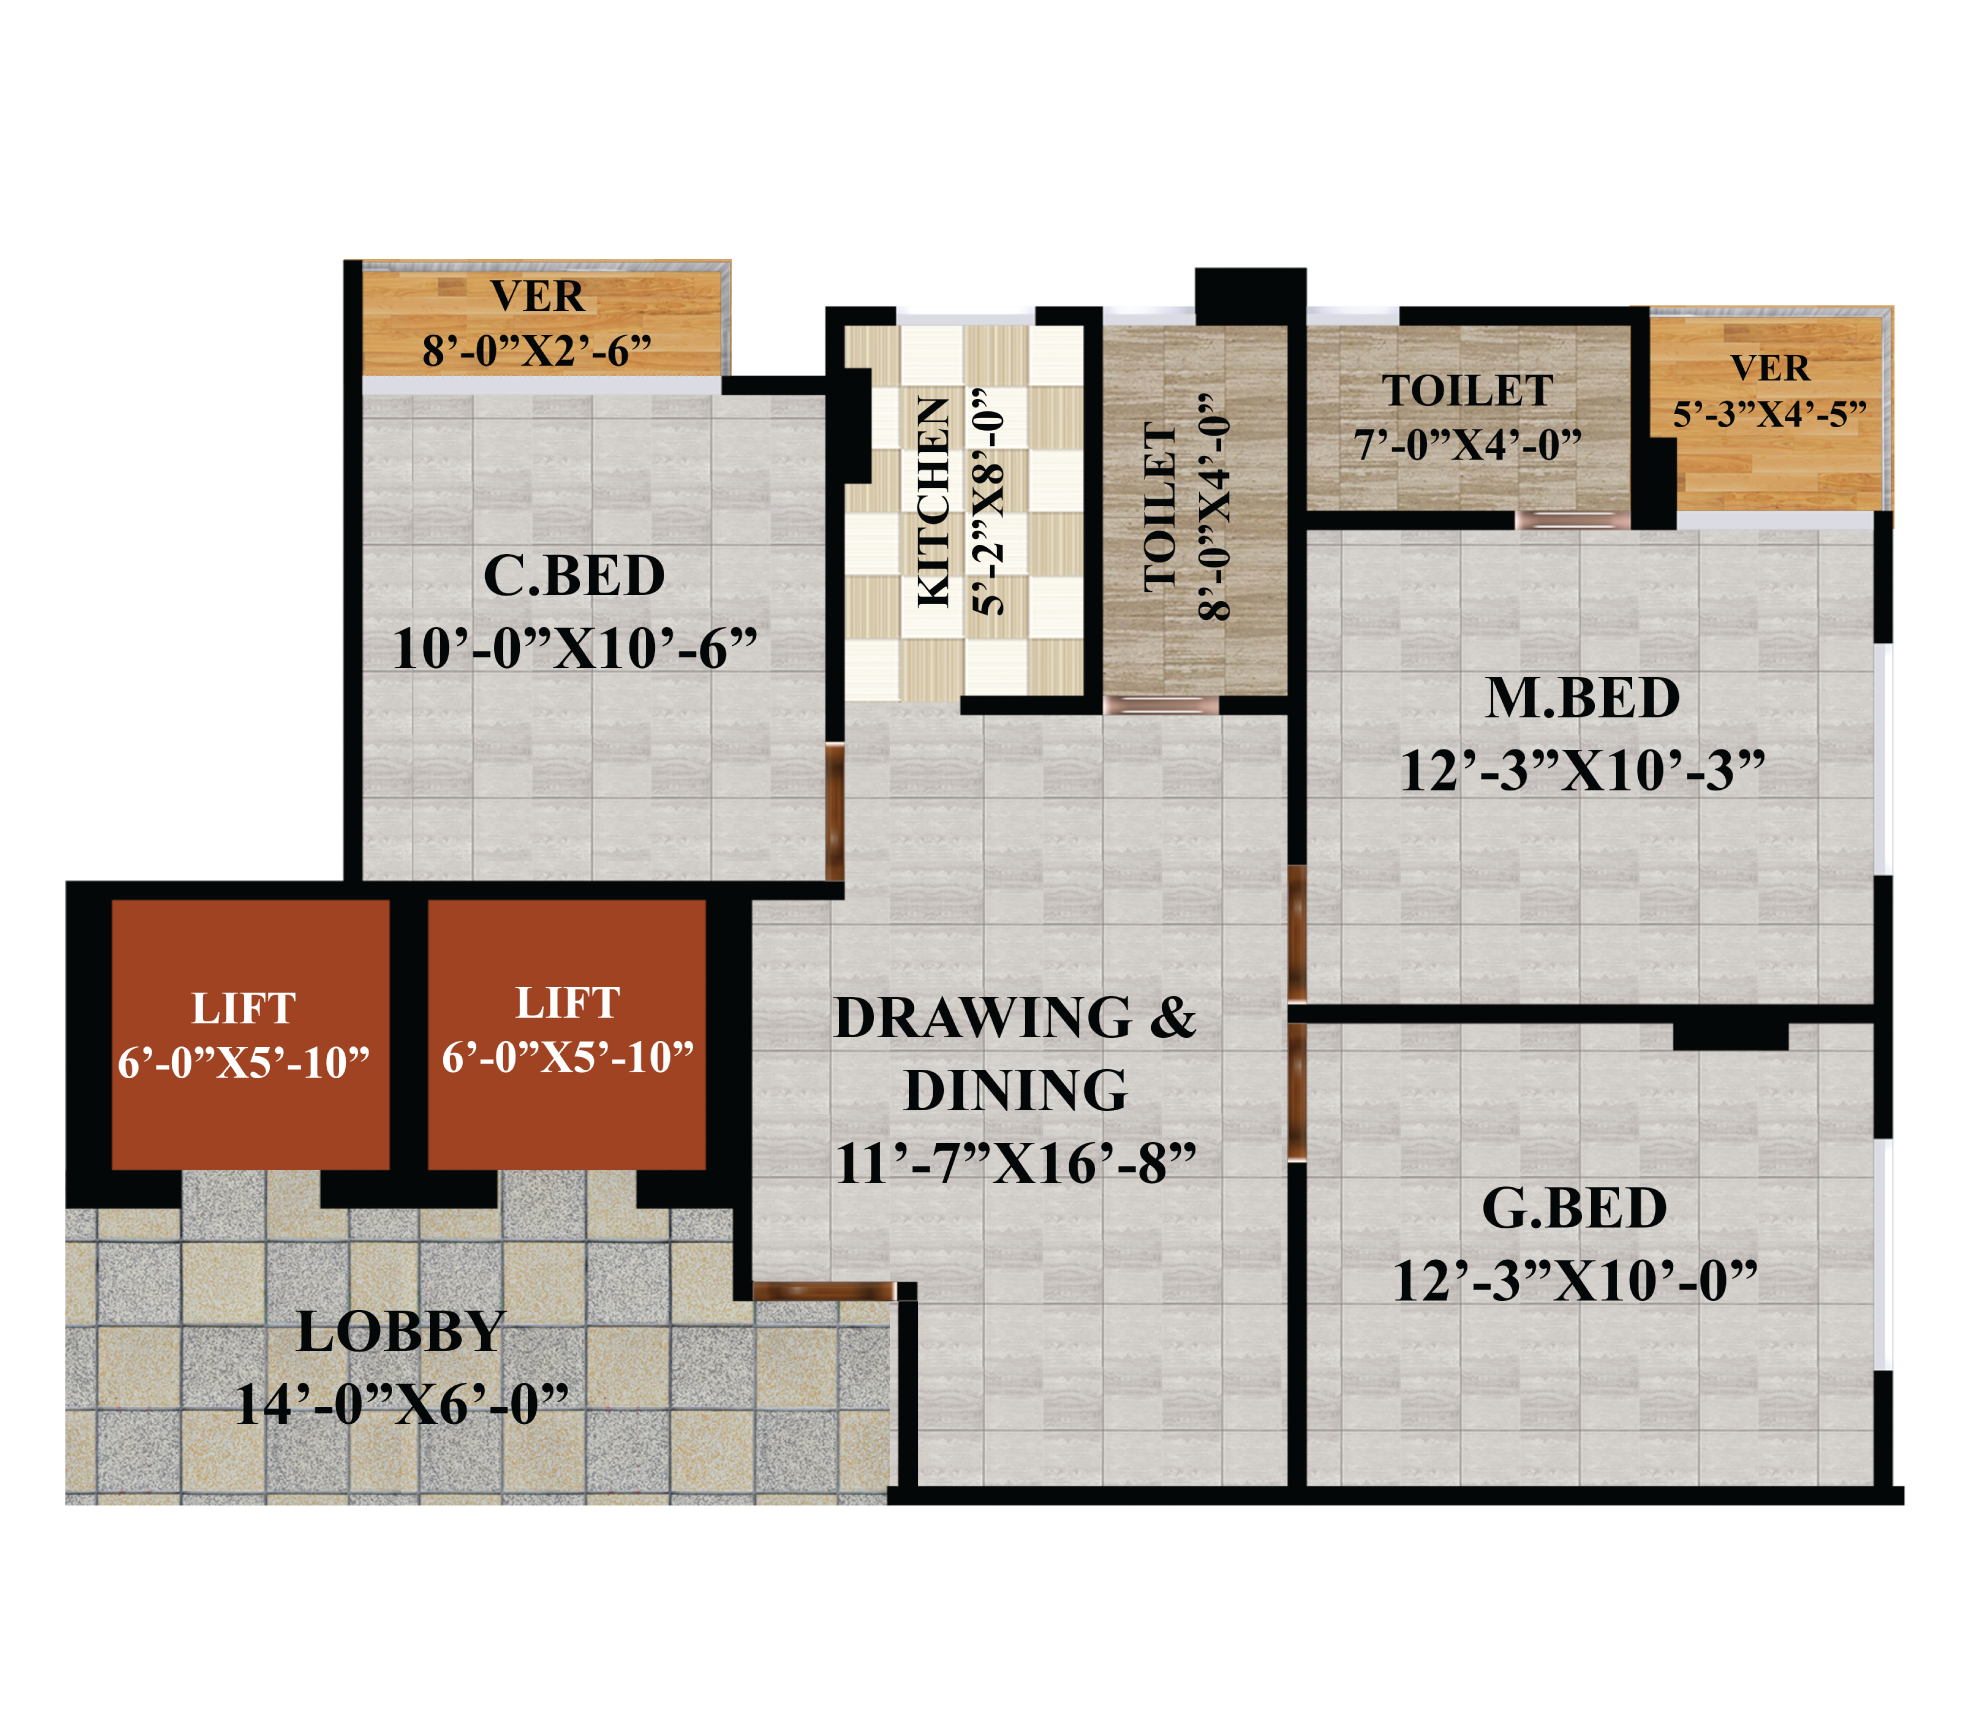 VER
8’-0”X2’-6”
C.BED
10’-0”X10’-6”
KITCHEN
5’-2”X8’-0”
TOILET
8’-0”X4’-0”
TOILET
7’-0”X4’-0”
VER
5’-3”X4’-5”
M.BED
12’-3”X10’-3”
LIFT
6’-0”X5’-10”
LIFT
6’-0”X5’-10”
DRAWING &
DINING
11’-7”X16’-8”
G.BED
12’-3”X10’-0”
LOBBY
14’-0”X6’-0”